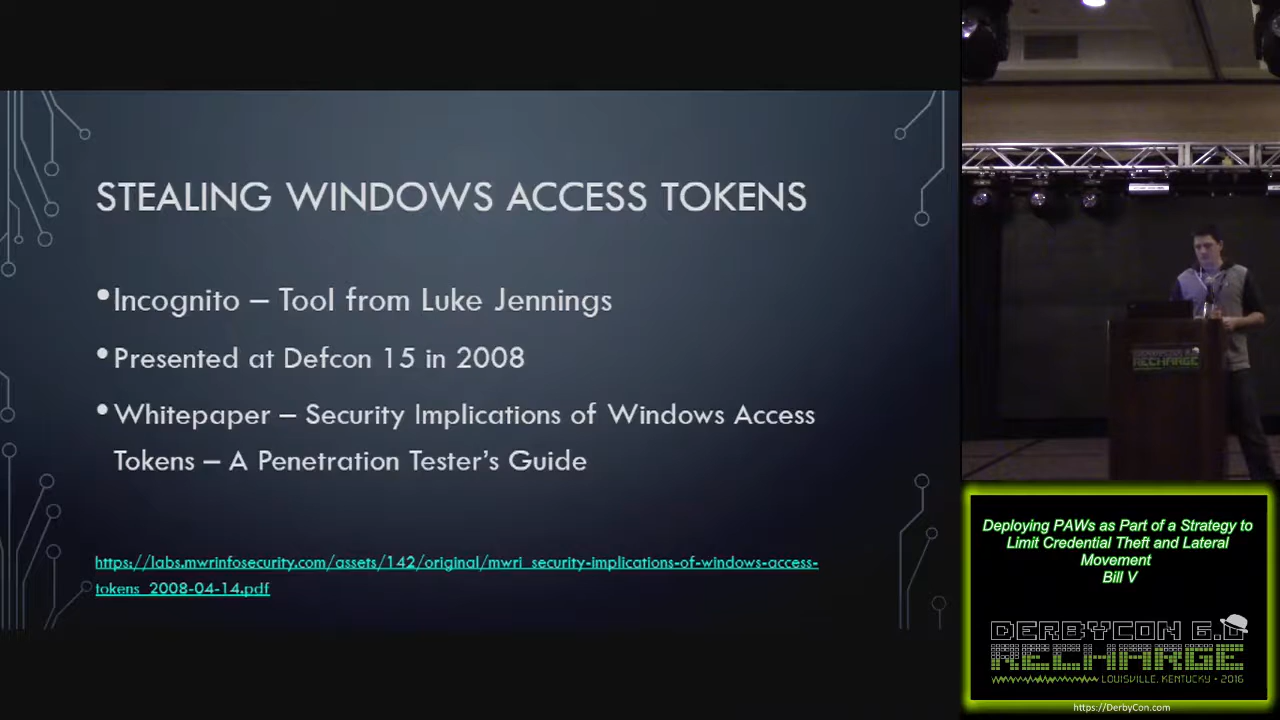 STEALING WINDOWS ACCESS TOKENS
•Incognito – Tool from Luke Jennings
•Presented at Defcon 15 in 2008
•Whitepaper – Security Implications of Windows Access
Tokens – A Penetration Tester's Guide
https://labs.mwrinfosecurity.com/assets/142/original/mwri_security-implications-of-windows-access-
tokens_2008-04-14.pdf
DERBYCON 6.0
RECHARGE
Deploying PAWs as Part of a Strategy to
Limit Credential Theft and Lateral
Movement
Bill V
DERBYCON 6.0
RECHARGE
LOUISVILLE, KENTUCKY • 2016
https://DerbyCon.com